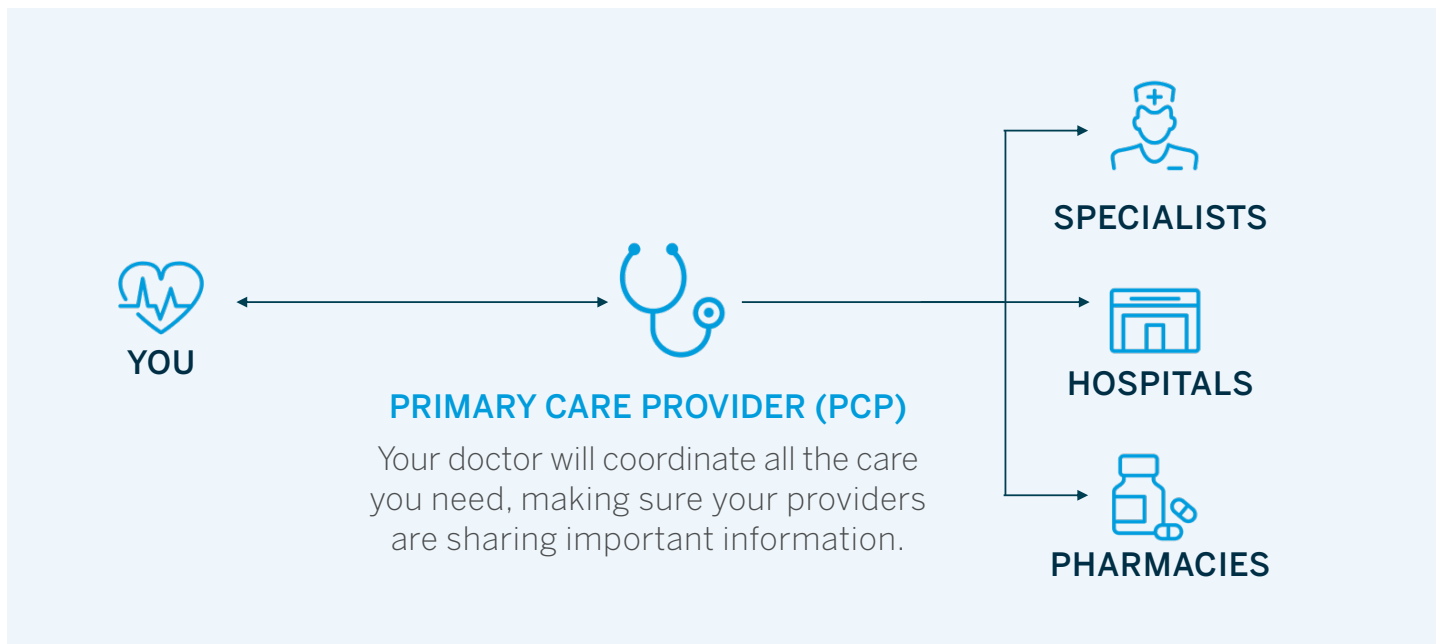 SPECIALISTS
YOU
HOSPITALS
PRIMARY CARE PROVIDER (PCP)
Your doctor will coordinate all the care
you need, making sure your providers
are sharing important information.
PHARMACIES